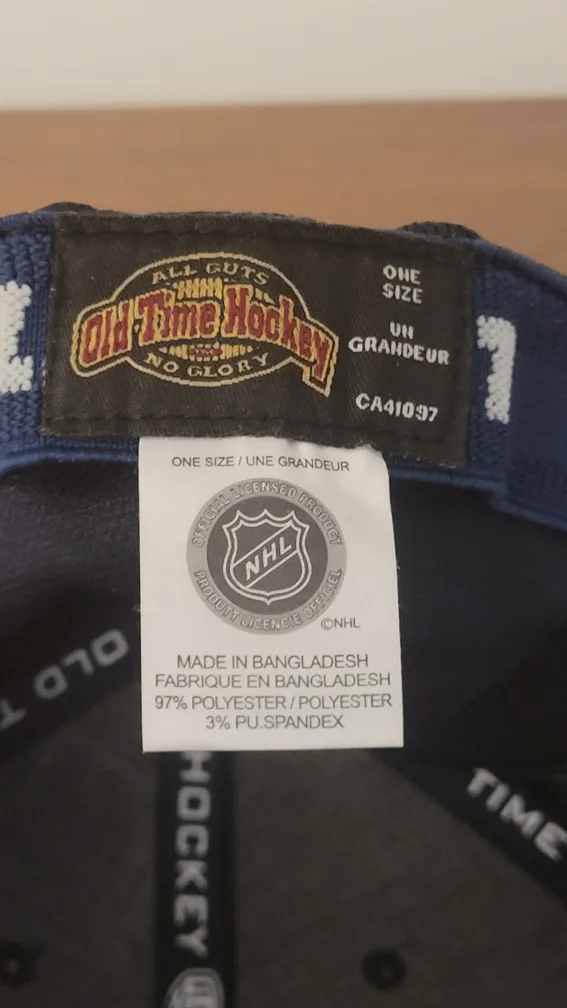 ALL GUTS
Old Time Hockey
NO GLORY
ONE
SIZE
UN
GRANDEUR
CA41097
ONE SIZE / UNE GRANDEUR
OFFICIAL LICENSED PRODUCT
NHL
PRODUIT LICENCIÉ OFFICIEL
©NHL
MADE IN BANGLADESH
FABRIQUE EN BANGLADESH
97% POLYESTER / POLYESTER
3% PU.SPANDEX
OLD T
HOCKEY
TIME